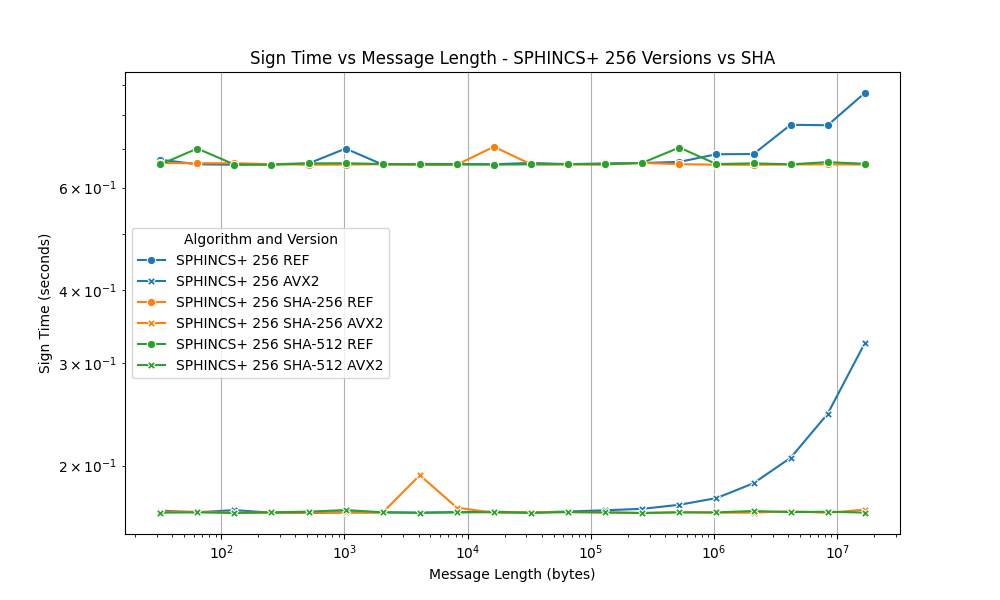 Sign Time vs Message Length - SPHINCS+ 256 Versions vs SHA
Sign Time (seconds)
6 × 10⁻¹
4 × 10⁻¹
3 × 10⁻¹
2 × 10⁻¹
Algorithm and Version
SPHINCS+ 256 REF
SPHINCS+ 256 AVX2
SPHINCS+ 256 SHA-256 REF
SPHINCS+ 256 SHA-256 AVX2
SPHINCS+ 256 SHA-512 REF
SPHINCS+ 256 SHA-512 AVX2
10² 10³ 10⁴ 10⁵ 10⁶ 10⁷
Message Length (bytes)